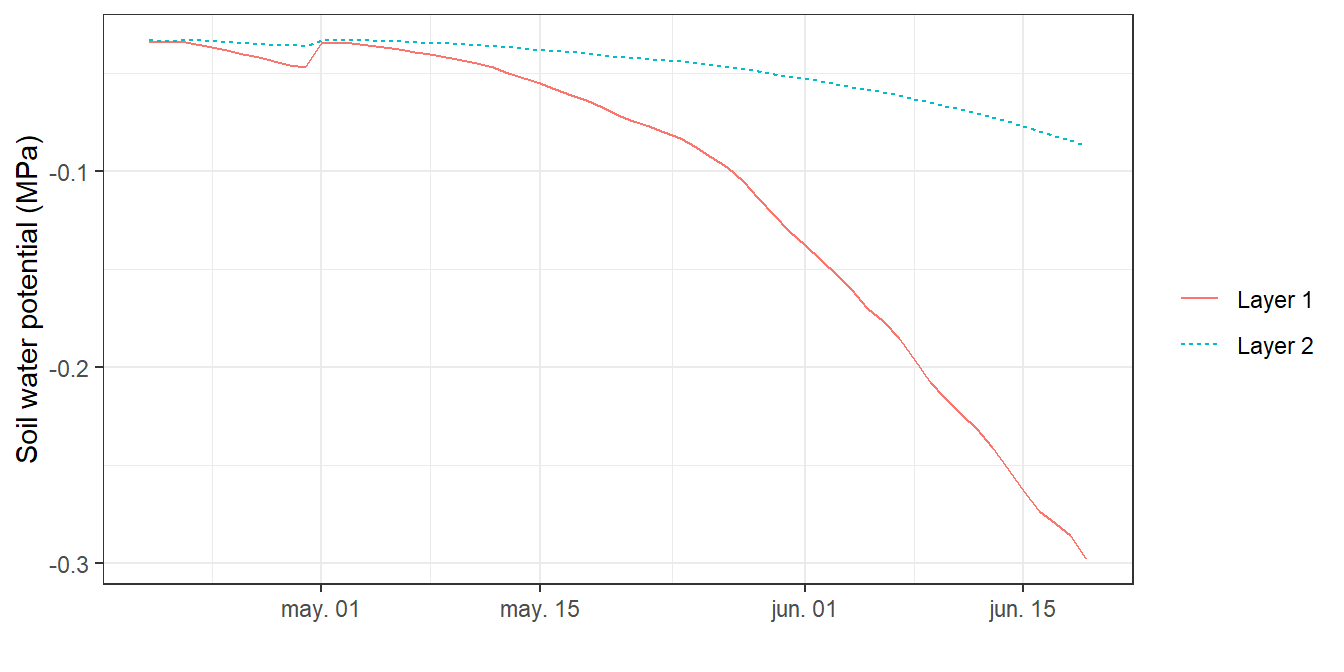 Soil water potential (MPa)
-0.1
-0.2
-0.3
may. 01
may. 15
jun. 01
jun. 15
Layer 1
Layer 2